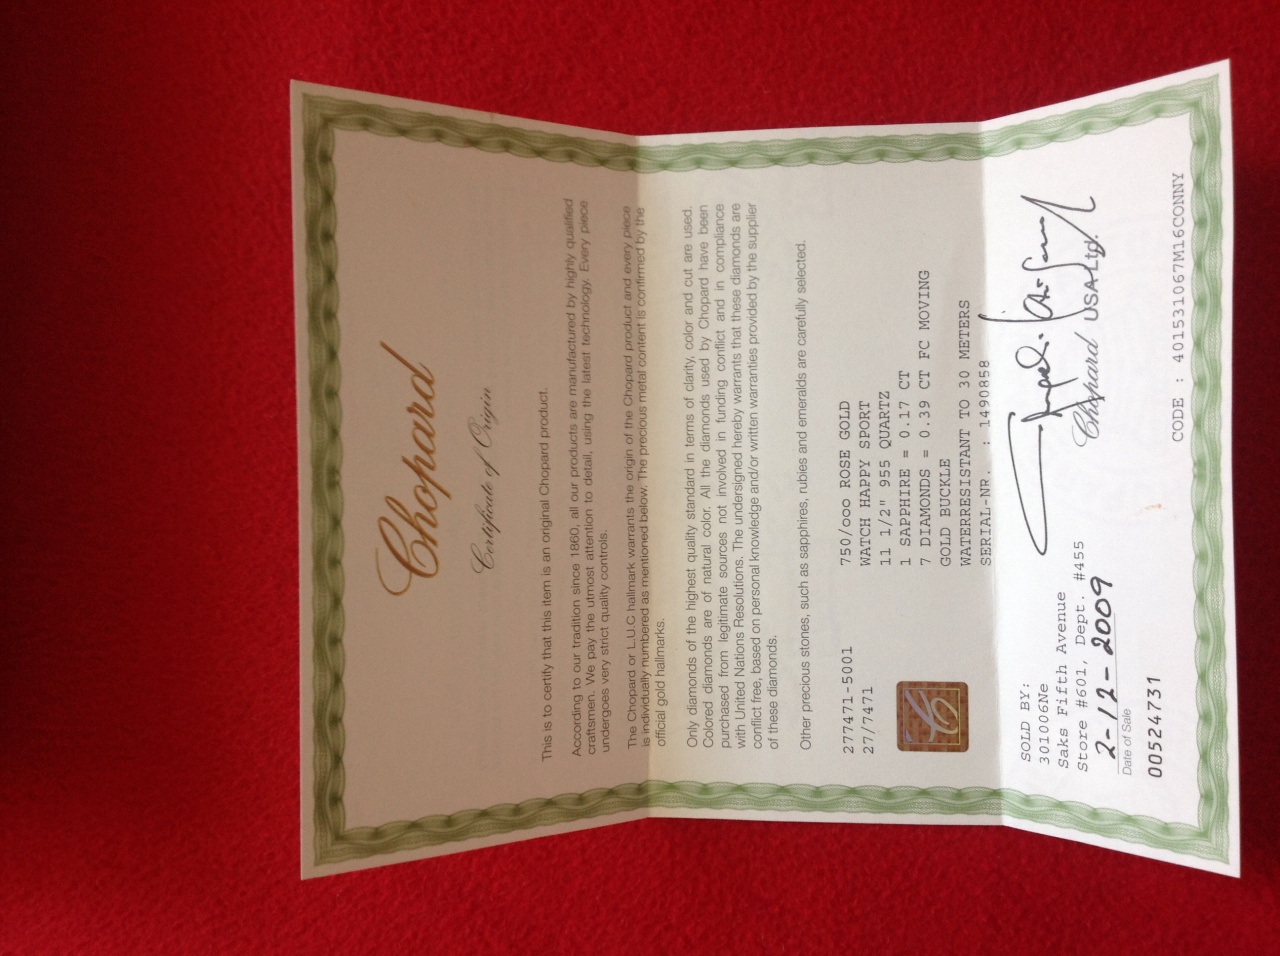 Chopard
Certificate of Origin
This is to certify that this item is an original Chopard product.
According to our tradition since 1860, all our products are manufactured by highly qualified
craftsmen. We pay the utmost attention to detail, using the latest technology. Every piece
undergoes very strict quality controls.
The Chopard or L.U.C hallmark warrants the origin of the Chopard product and every piece
is individually numbered as mentioned below. The precious metal content is confirmed by the
official gold hallmarks.
Only diamonds of the highest quality standard in terms of clarity, color and cut are used.
Colored diamonds are of natural color. All the diamonds used by Chopard have been
purchased from legitimate sources not involved in funding conflict and in compliance
with United Nations Resolutions. The undersigned hereby warrants that these diamonds are
conflict free, based on personal knowledge and/or written warranties provided by the supplier
of these diamonds.
Other precious stones, such as sapphires, rubies and emeralds are carefully selected.
277471-5001 750/ooo ROSE GOLD
27/7471 WATCH HAPPY SPORT
11 1/2" 955 QUARTZ
1 SAPPHIRE = 0.17 CT
7 DIAMONDS = 0.39 CT FC MOVING
GOLD BUCKLE
WATERRESISTANT TO 30 METERS
SERIAL-NR. : 1490858
SOLD BY:
301006Ne
Saks Fifth Avenue
Store #601, Dept. #455
Chopard USA Ltd.
2-12-2009
Date of Sale
00524731
CODE : 401531067M16CONNY